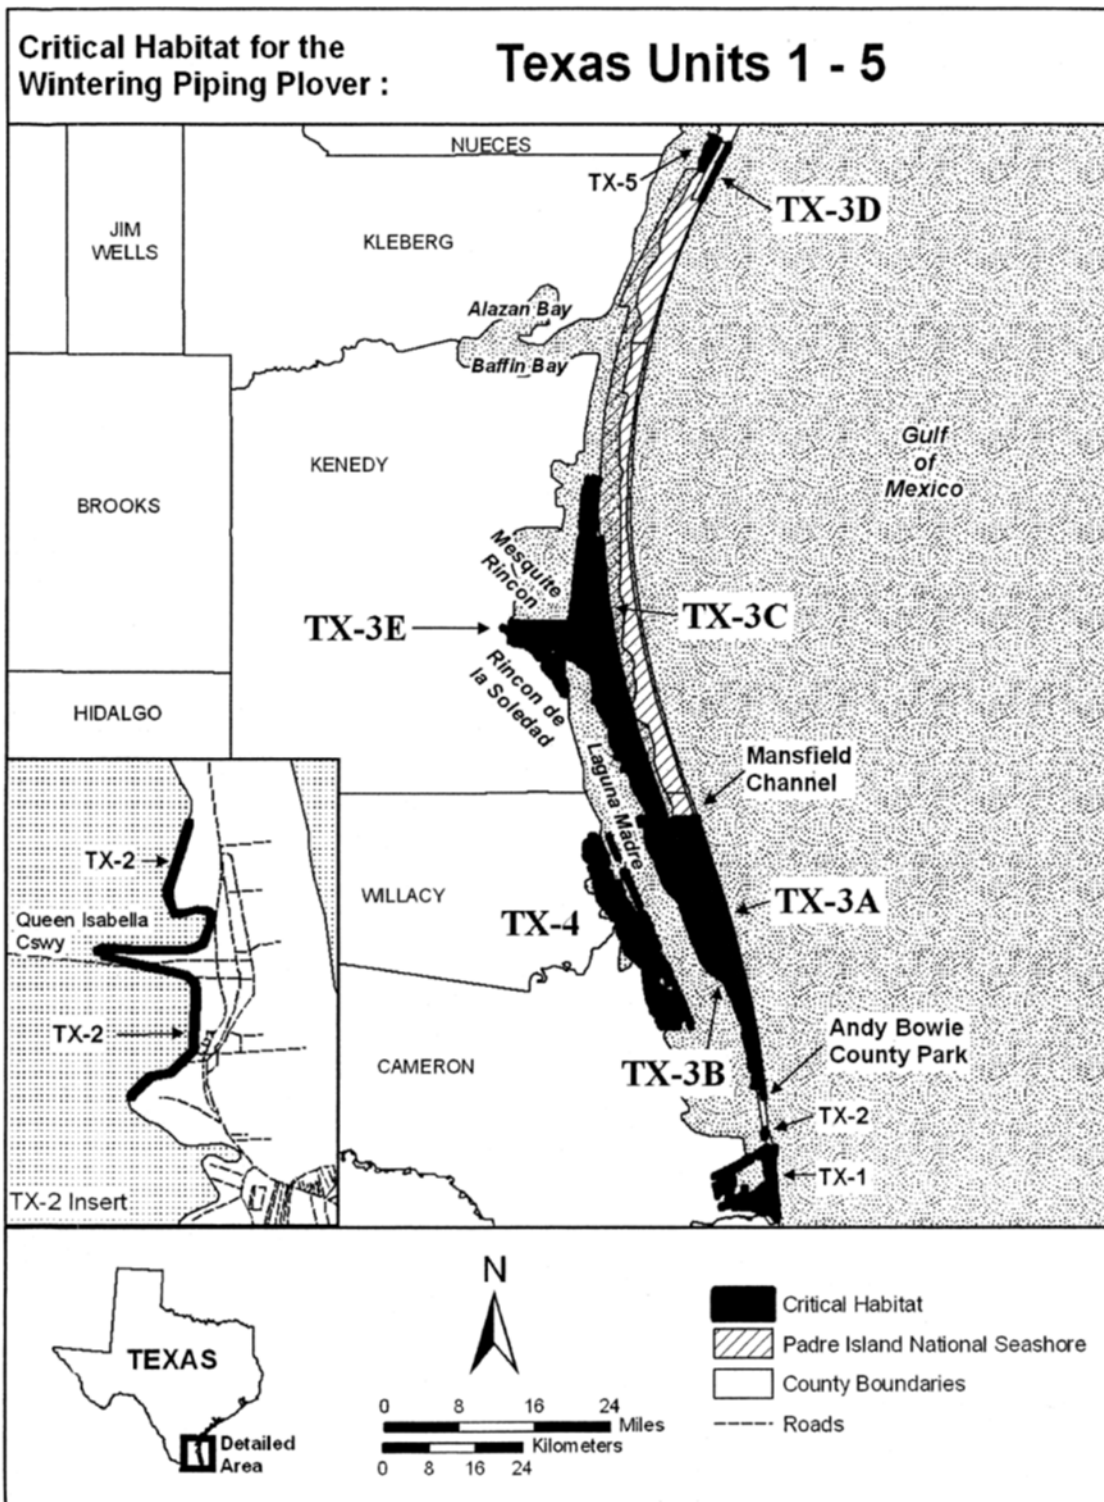 Critical Habitat for the
Wintering Piping Plover :
Texas Units 1 - 5
NUECES
TX-5
TX-3D
JIM
WELLS
KLEBERG
Alazan Bay
Baffin Bay
Gulf
of
Mexico
KENEDY
BROOKS
Mesquite
Rincon
TX-3C
TX-3E
Rincon de
la Soledad
HIDALGO
Mansfield
Channel
Laguna Madre
TX-2
WILLACY
TX-3A
TX-4
Queen Isabella
Cswy
TX-2
Andy Bowie
County Park
CAMERON
TX-3B
TX-2
TX-1
TX-2 Insert
TEXAS
Detailed
Area
N
0 8 16 24
Miles
Kilometers
0 8 16 24
Critical Habitat
Padre Island National Seashore
County Boundaries
Roads